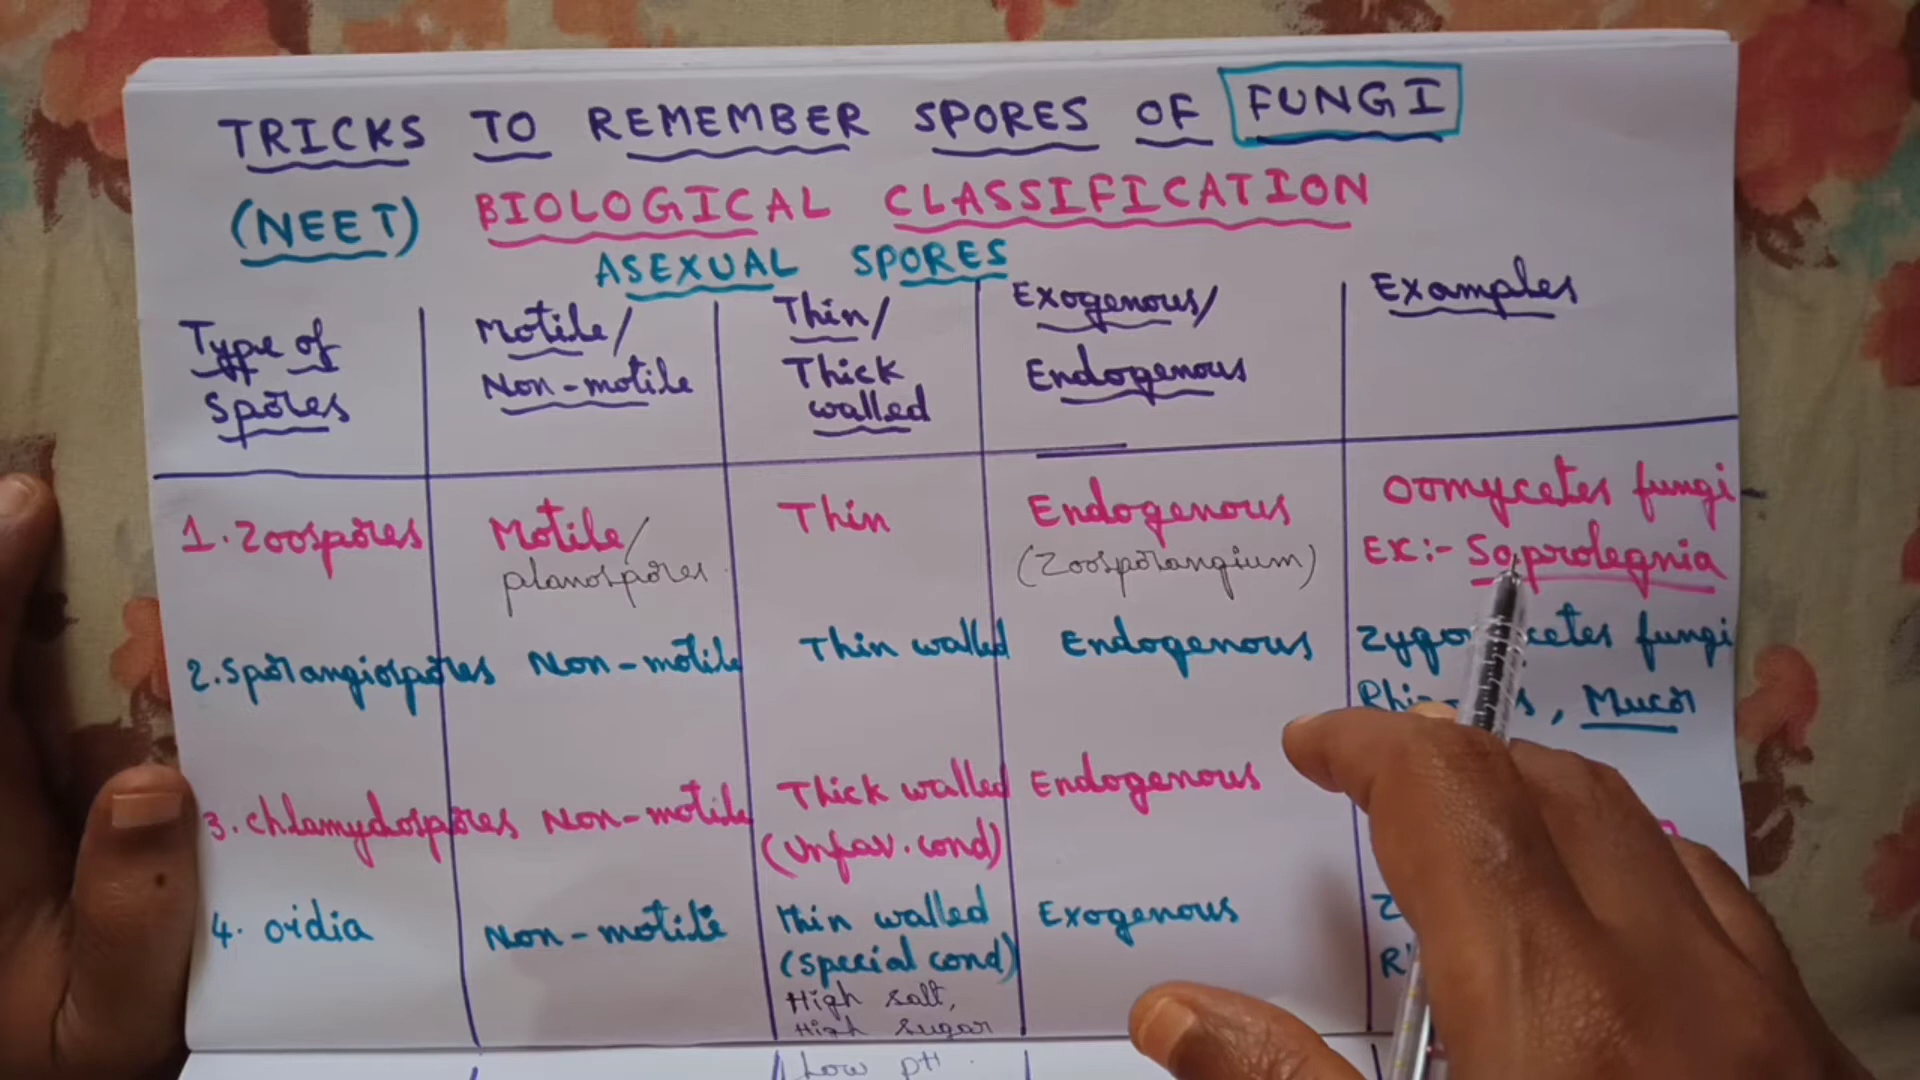 TRICKS TO REMEMBER SPORES OF FUNGI
(NEET) BIOLOGICAL CLASSIFICATION
ASEXUAL SPORES
Type of Spores
Motile/ Non-motile
Thin/ Thick walled
Exogenous/ Endogenous
Examples
1. Zoospores
Motile/ planospores
Thin
Endogenous (Zoosporangium)
Oomycetes fungi
EX:- Saprolegnia
2. Sporangiospores
Non-motile
Thin walled
Endogenous
fungi
Mucor
3. Chlamydospores
Non-motile
Thick walled (Unfav. cond)
Endogenous
4. oidia
Non-motile
thin walled (special cond)
High salt,
High sugar
Low pH
Exogenous